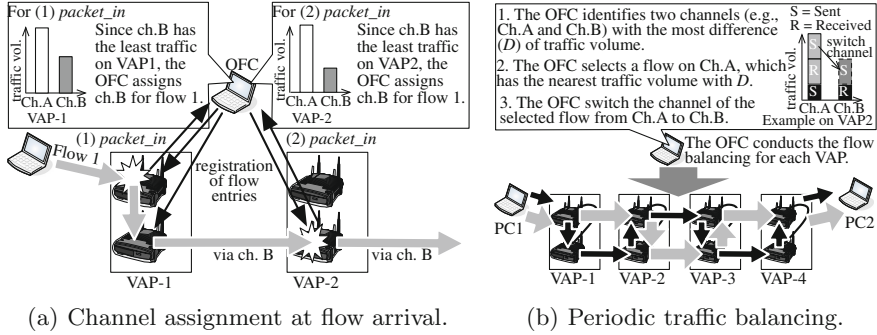 For (1) packet_in
traffic vol.
Ch.A
Ch.B
VAP-1
Since ch.B has
the least traffic
on VAP1, the
OFC assigns
ch.B for flow 1.
OFC
For (2) packet_in
traffic vol.
Ch.A
Ch.B
VAP-2
Since ch.B has
the least traffic
on VAP2, the
OFC assigns
ch.B for flow 1.
(1) packet_in
(2) packet_in
Flow 1
registration
of flow
entries
via ch. B
via ch. B
VAP-1
VAP-2
(a) Channel assignment at flow arrival.
1. The OFC identifies two channels (e.g.,
Ch.A and Ch.B) with the most difference
(D) of traffic volume.
2. The OFC selects a flow on Ch.A, which
has the nearest traffic volume with D.
3. The OFC switch the channel of the
selected flow from Ch.A to Ch.B.
S = Sent
R = Received
switch
channel
traffic vol.
S
R
S
S
R
Ch.A
Ch.B
Example on VAP2
The OFC conducts the flow
balancing for each VAP.
PC1
PC2
VAP-1
VAP-2
VAP-3
VAP-4
(b) Periodic traffic balancing.